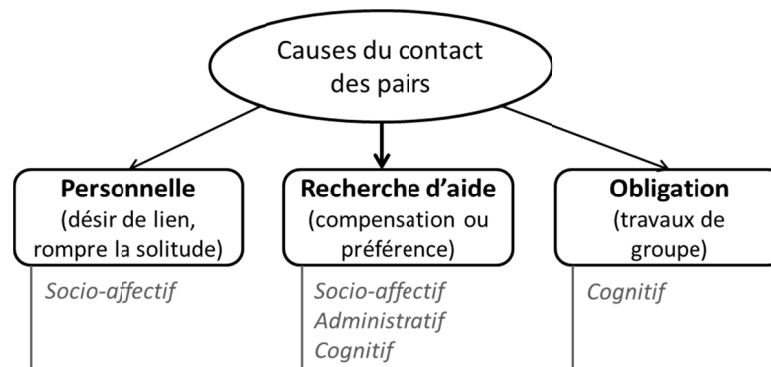 Causes du contact
des pairs
Personnelle
(désir de lien,
rompre la solitude)
Socio-affectif
Recherche d'aide
(compensation ou
préférence)
Socio-affectif
Administratif
Cognitif
Obligation
(travaux de
groupe)
Cognitif